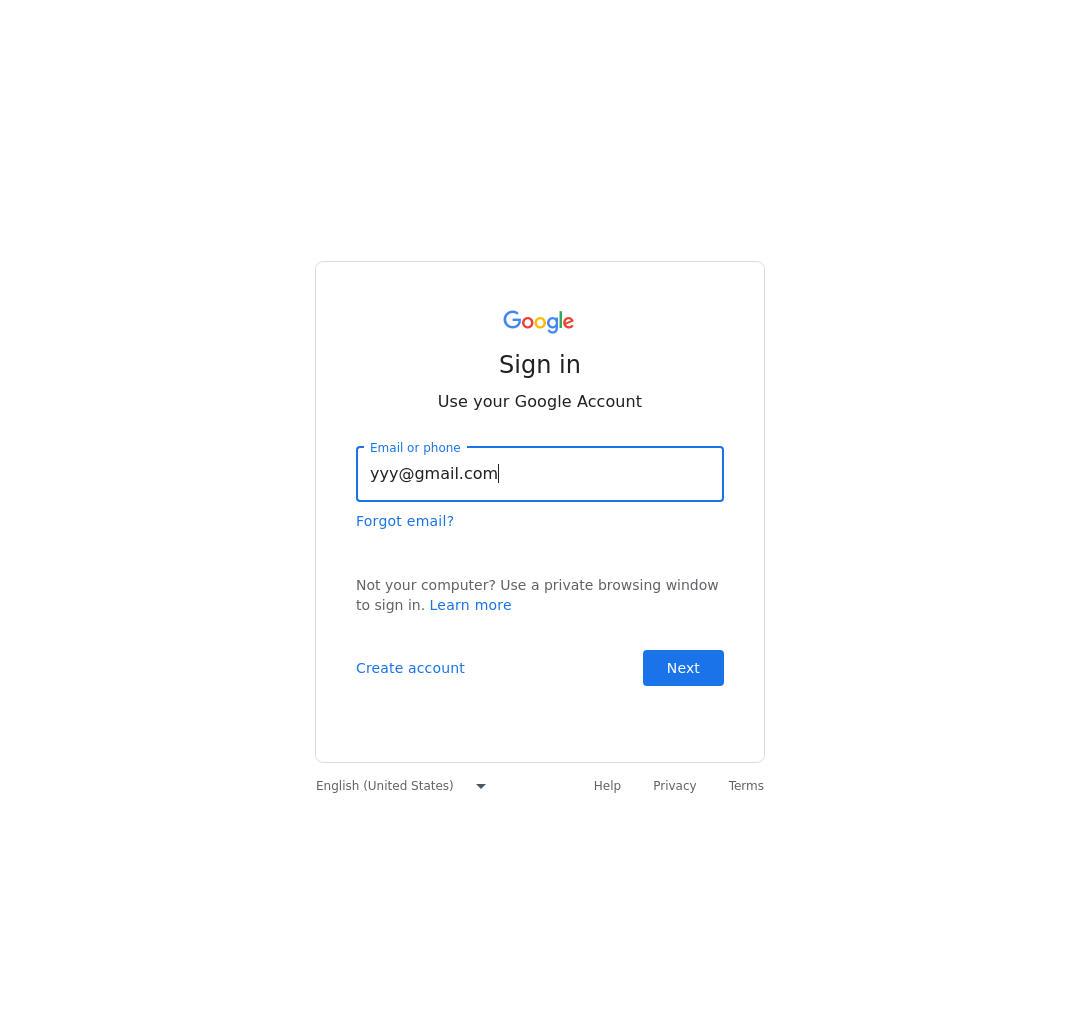 Google
Sign in
Use your Google Account
Email or phone
yyy@gmail.com
Forgot email?
Not your computer? Use a private browsing window
to sign in. Learn more
Create account
Next
English (United States)
Help
Privacy
Terms